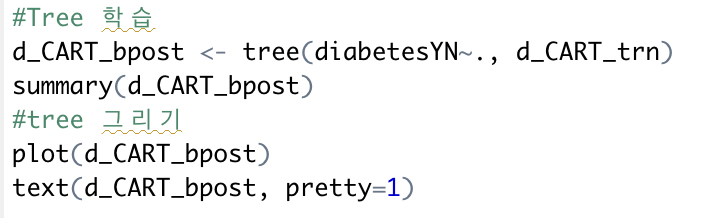 #Tree 학습
d_CART_bpost <- tree(diabetesYN~., d_CART_trn)
summary(d_CART_bpost)
#tree 그리기
plot(d_CART_bpost)
text(d_CART_bpost, pretty=1)